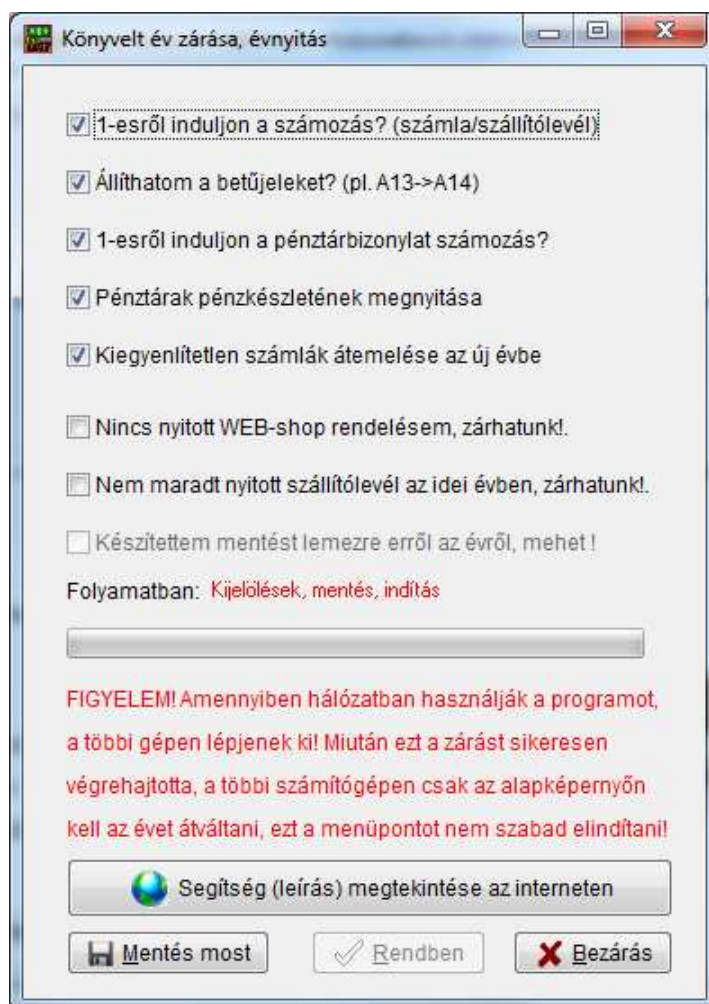 Könyvelt év zárása, évnyitás
1-esről induljon a számozás? (számla/szállítólevél)
Állíthatom a betűjeleket? (pl. A13->A14)
1-esről induljon a pénztárbizonylat számozás?
Pénztárak pénzkészletének megnyitása
Kiegyenlítetlen számlák átemelése az új évbe
Nincs nyitott WEB-shop rendelésem, zárhatunk!.
Nem maradt nyitott szállítólevél az idei évben, zárhatunk!.
Készítettem mentést lemezre erről az évről, mehet !
Folyamatban: Kijelölések, mentés, indítás
FIGYELEM! Amennyiben hálózatban használják a programot,
a többi gépen lépjenek ki! Miután ezt a zárást sikeresen
végrehajtotta, a többi számítógépen csak az alapképernyőn
kell az évet átváltani, ezt a menüpontot nem szabad elindítani!
Segítség (leírás) megtekintése az interneten
Mentés most Rendben Bezárás